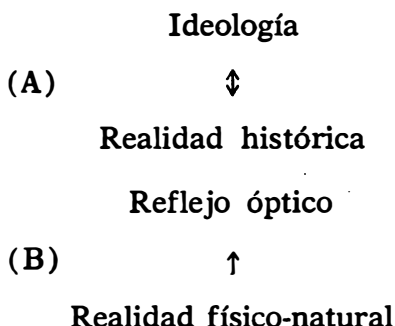 Ideología
(A) ⇕
Realidad histórica
Reflejo óptico
(B) ↑
Realidad físico-natural